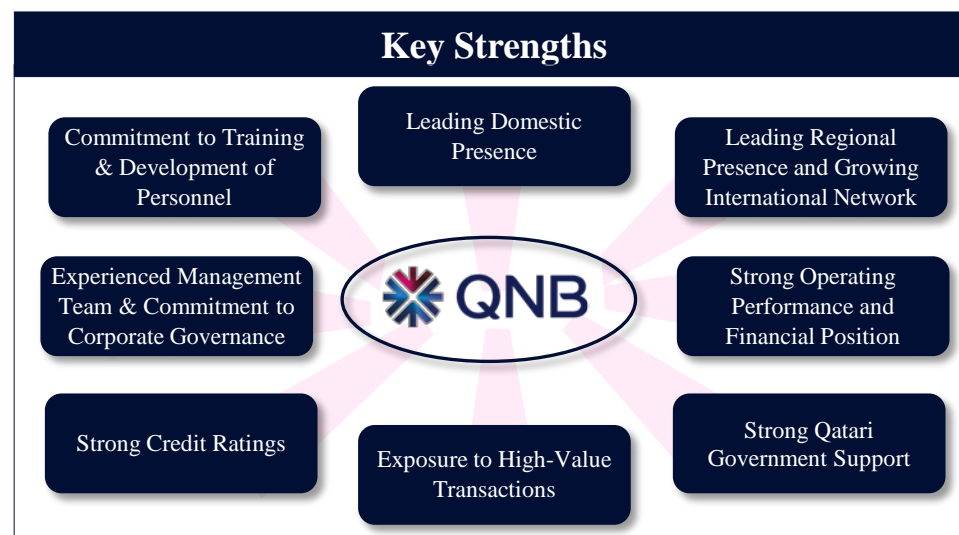 Key Strengths
Leading Domestic
Presence
Commitment to Training
& Development of
Personnel
Leading Regional
Presence and Growing
International Network
Experienced Management
Team & Commitment to
Corporate Governance
QNB
Strong Operating
Performance and
Financial Position
Strong Credit Ratings
Exposure to High-Value
Transactions
Strong Qatari
Government Support